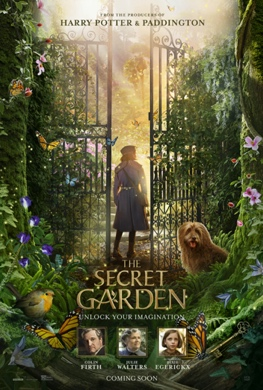 FROM THE PRODUCERS OF
HARRY POTTER & PADDINGTON
THE
SECRET
GARDEN
UNLOCK YOUR IMAGINATION
COLIN FIRTH
JULIE WALTERS
DIXIE EGERICKX
COMING SOON